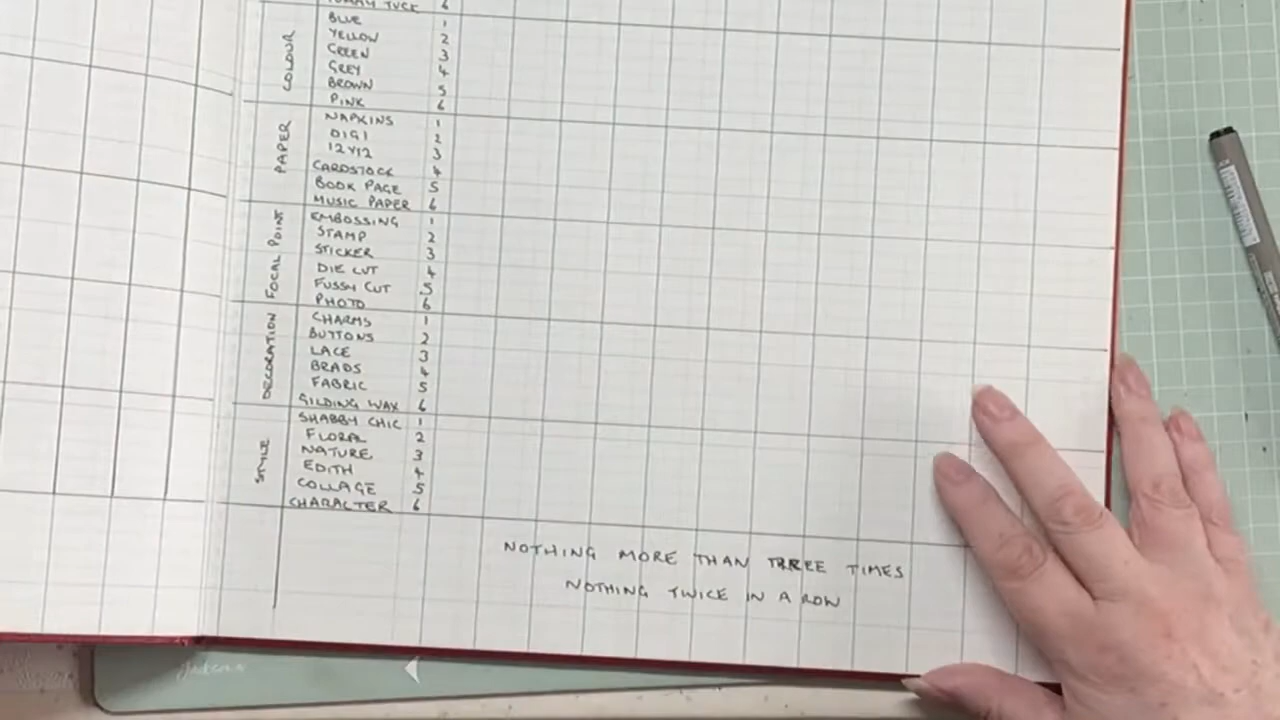 TUCK 6
COLOUR
BLUE 1
YELLOW 2
GREEN 3
GREY 4
BROWN 5
PINK 6
PAPER
NAPKINS 1
DIGI 2
12X12 3
CARDSTOCK 4
BOOK PAGE 5
MUSIC PAPER 6
FOCAL POINT
EMBOSSING 1
STAMP 2
STICKER 3
DIE CUT 4
FUSSY CUT 5
PHOTO 6
DECORATION
CHARMS 1
BUTTONS 2
LACE 3
BRADS 4
FABRIC 5
GILDING WAX 6
STYLE
SHABBY CHIC 1
FLORAL 2
NATURE 3
EDITH 4
COLLAGE 5
CHARACTER 6
NOTHING MORE THAN THREE TIMES
NOTHING TWICE IN A ROW